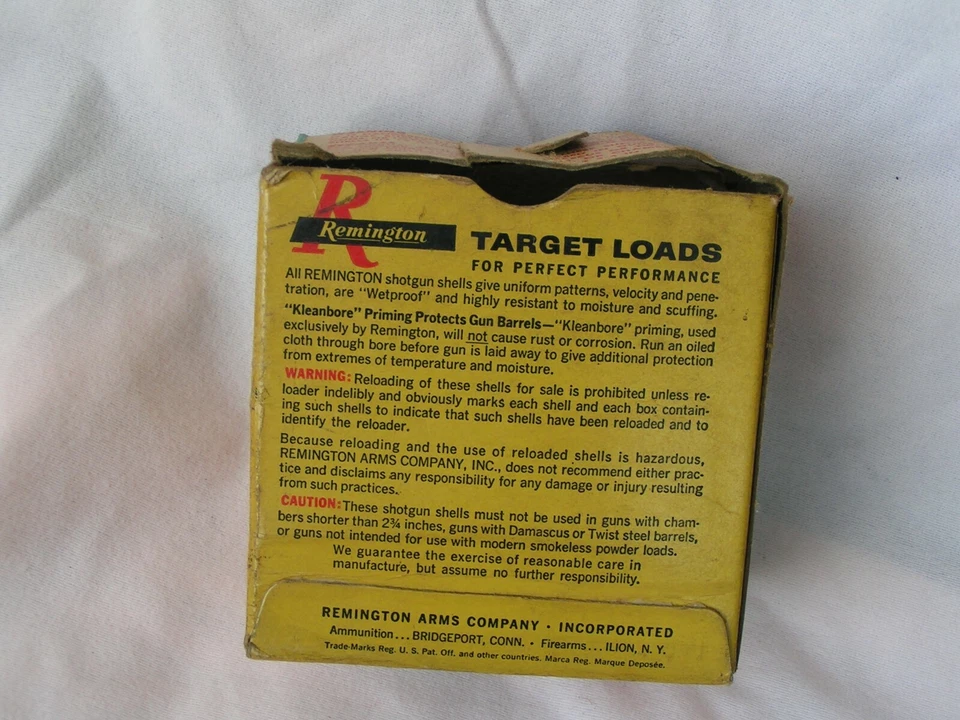 R
Remington
TARGET LOADS
FOR PERFECT PERFORMANCE
All REMINGTON shotgun shells give uniform patterns, velocity and pene-
tration, are "Wetproof" and highly resistant to moisture and scuffing.
"Kleanbore" Priming Protects Gun Barrels—"Kleanbore" priming, used
exclusively by Remington, will not cause rust or corrosion. Run an oiled
cloth through bore before gun is laid away to give additional protection
from extremes of temperature and moisture.
WARNING: Reloading of these shells for sale is prohibited unless re-
loader indelibly and obviously marks each shell and each box contain-
ing such shells to indicate that such shells have been reloaded and to
identify the reloader.
Because reloading and the use of reloaded shells is hazardous,
REMINGTON ARMS COMPANY, INC., does not recommend either prac-
tice and disclaims any responsibility for any damage or injury resulting
from such practices.
CAUTION: These shotgun shells must not be used in guns with cham-
bers shorter than 2¾ inches, guns with Damascus or Twist steel barrels,
or guns not intended for use with modern smokeless powder loads.
We guarantee the exercise of reasonable care in
manufacture, but assume no further responsibility.
REMINGTON ARMS COMPANY • INCORPORATED
Ammunition...BRIDGEPORT, CONN. • Firearms...ILION, N. Y.
Trade-Marks Reg. U. S. Pat. Off. and other countries. Marca Reg. Marque Deposée.